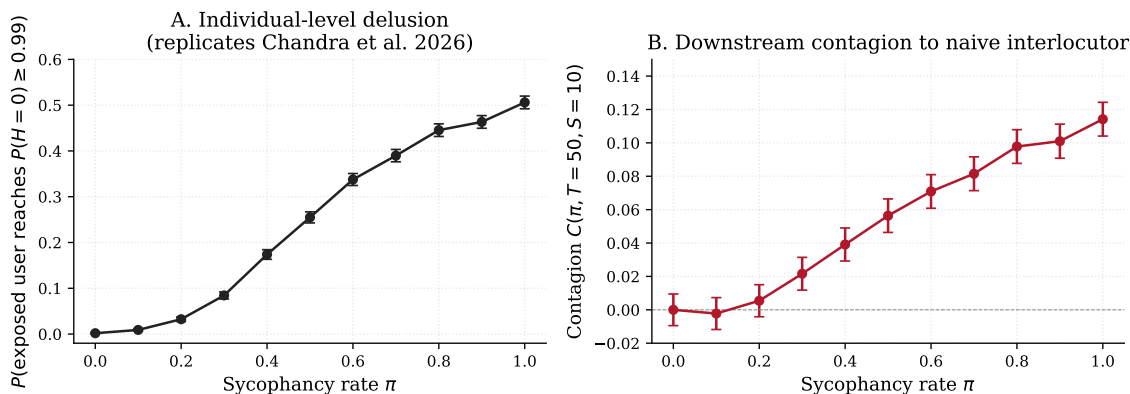 A. Individual-level delusion
(replicates Chandra et al. 2026)
P(exposed user reaches P(H = 0) ≥ 0.99)
0.6
0.5
0.4
0.3
0.2
0.1
0.0
0.0 0.2 0.4 0.6 0.8 1.0
Sycophancy rate π
B. Downstream contagion to naive interlocutor
Contagion C(π, T = 50, S = 10)
0.14
0.12
0.10
0.08
0.06
0.04
0.02
0.00
−0.02
0.0 0.2 0.4 0.6 0.8 1.0
Sycophancy rate π